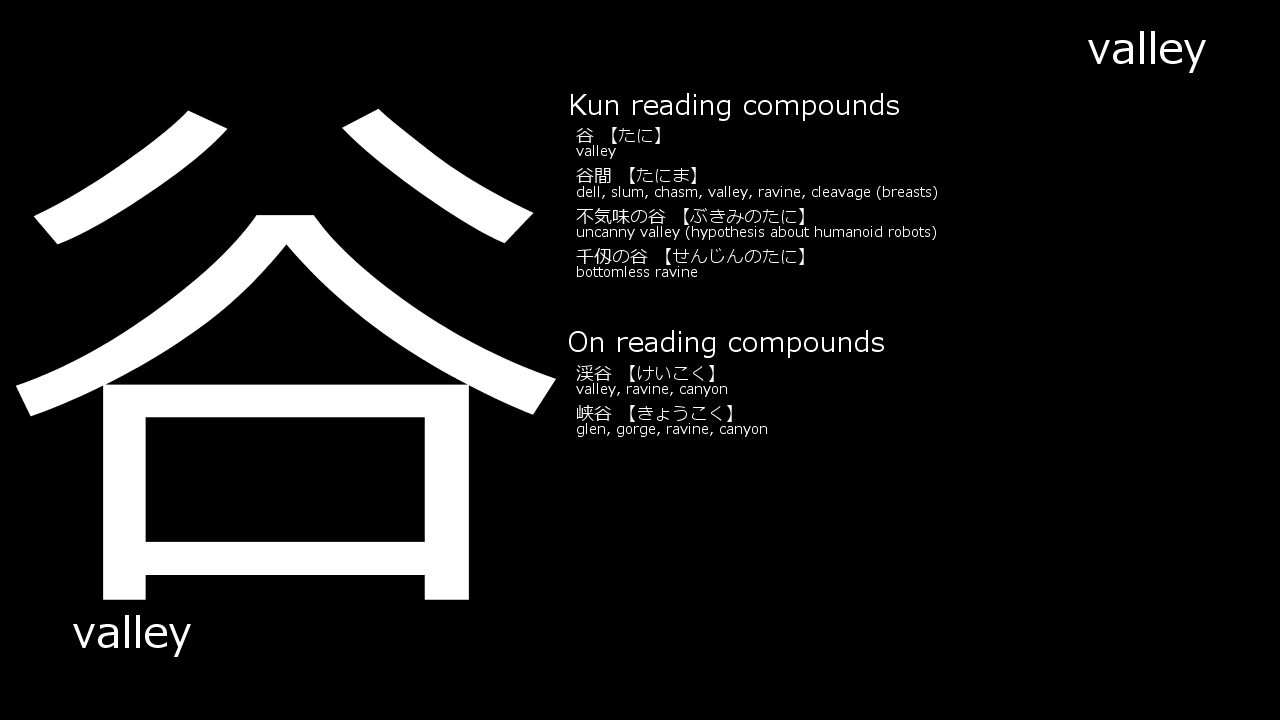 valley
谷
valley
Kun reading compounds
谷 【たに】
valley
谷間 【たにま】
dell, slum, chasm, valley, ravine, cleavage (breasts)
不気味の谷 【ぶきみのたに】
uncanny valley (hypothesis about humanoid robots)
千仭の谷 【せんじんのたに】
bottomless ravine
On reading compounds
渓谷 【けいこく】
valley, ravine, canyon
峡谷 【きょうこく】
glen, gorge, ravine, canyon